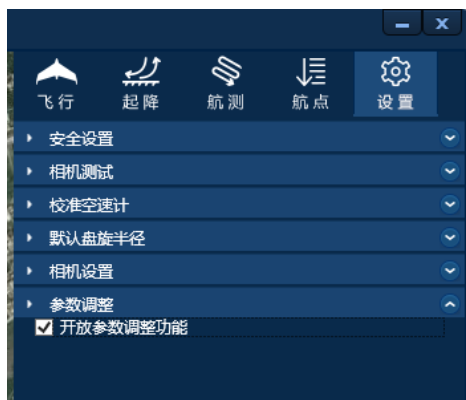 飞行 起降 航测 航点 设置
安全设置
相机测试
校准空速计
默认盘旋半径
相机设置
参数调整
开放参数调整功能